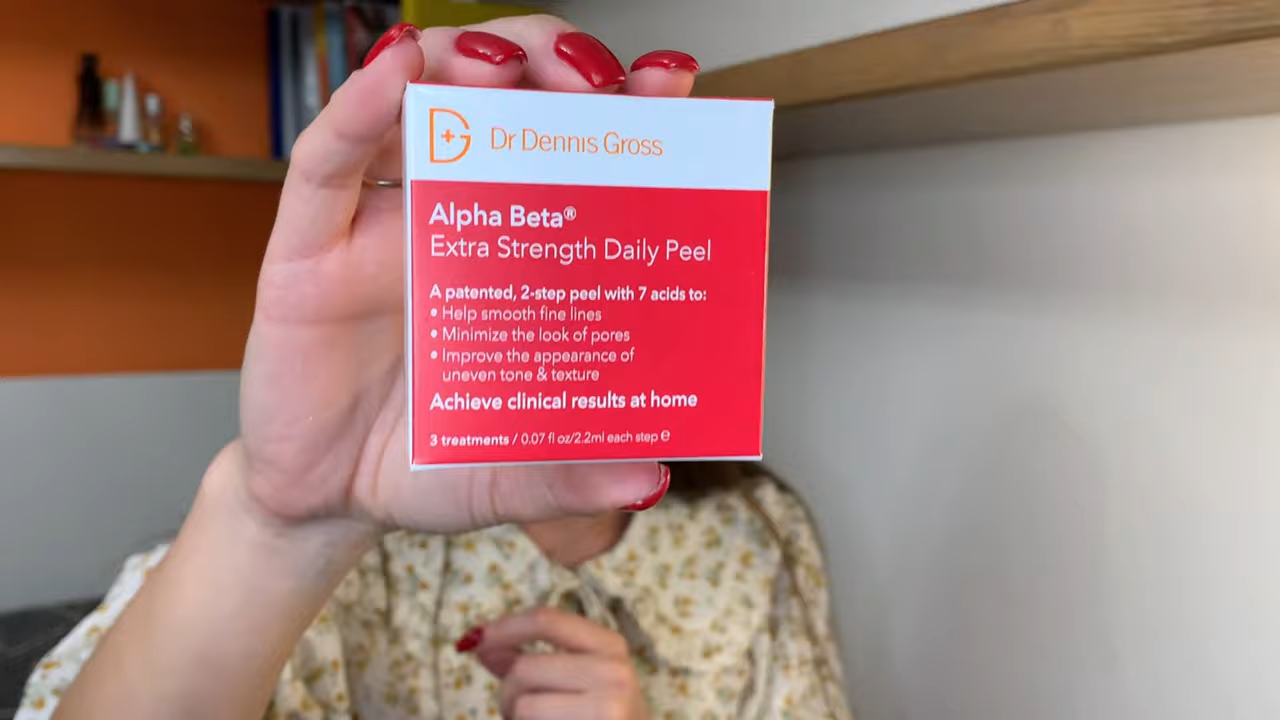 Dr Dennis Gross
Alpha Beta®
Extra Strength Daily Peel
A patented, 2-step peel with 7 acids to:
• Help smooth fine lines
• Minimize the look of pores
• Improve the appearance of
uneven tone & texture
Achieve clinical results at home
3 treatments / 0.07 fl oz/2.2ml each step ℮